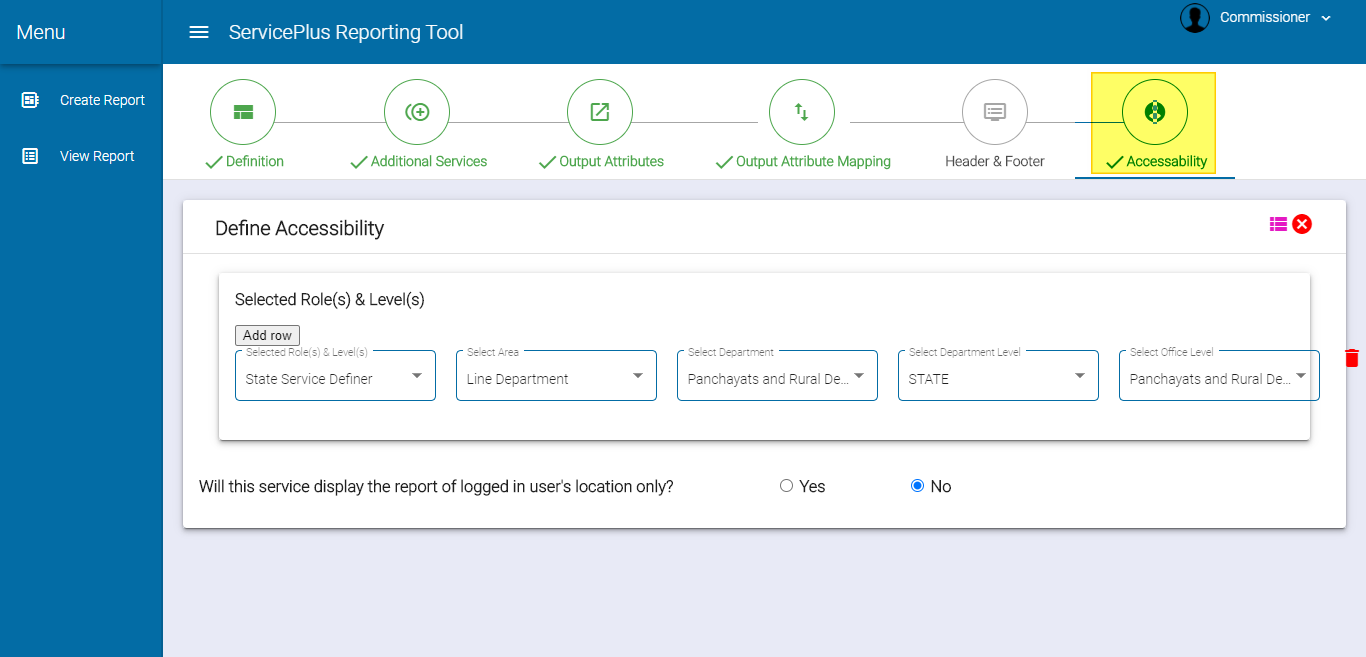 Menu
ServicePlus Reporting Tool
Commissioner
Create Report
View Report
Definition
Additional Services
Output Attributes
Output Attribute Mapping
Header & Footer
Accessability
Define Accessibility
Selected Role(s) & Level(s)
Add row
Selected Role(s) & Level(s)
State Service Definer
Select Area
Line Department
Select Department
Panchayats and Rural De...
Select Department Level
STATE
Select Office Level
Panchayats and Rural De...
Will this service display the report of logged in user's location only?
Yes
No